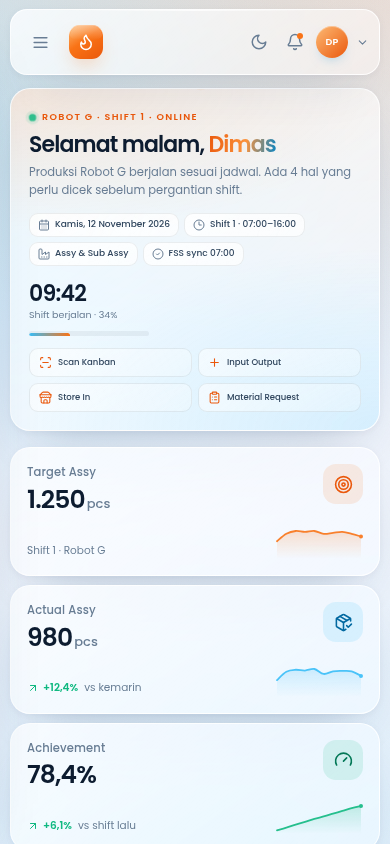 DP
ROBOT G · SHIFT 1 · ONLINE
Selamat malam, Dimas
Produksi Robot G berjalan sesuai jadwal. Ada 4 hal yang
perlu dicek sebelum pergantian shift.
Kamis, 12 November 2026
Shift 1 · 07:00–16:00
Assy & Sub Assy
FSS sync 07:00
09:42
Shift berjalan · 34%
Scan Kanban
Input Output
Store In
Material Request
Target Assy
1.250 pcs
Shift 1 · Robot G
Actual Assy
980 pcs
+12,4% vs kemarin
Achievement
78,4%
+6,1% vs shift lalu